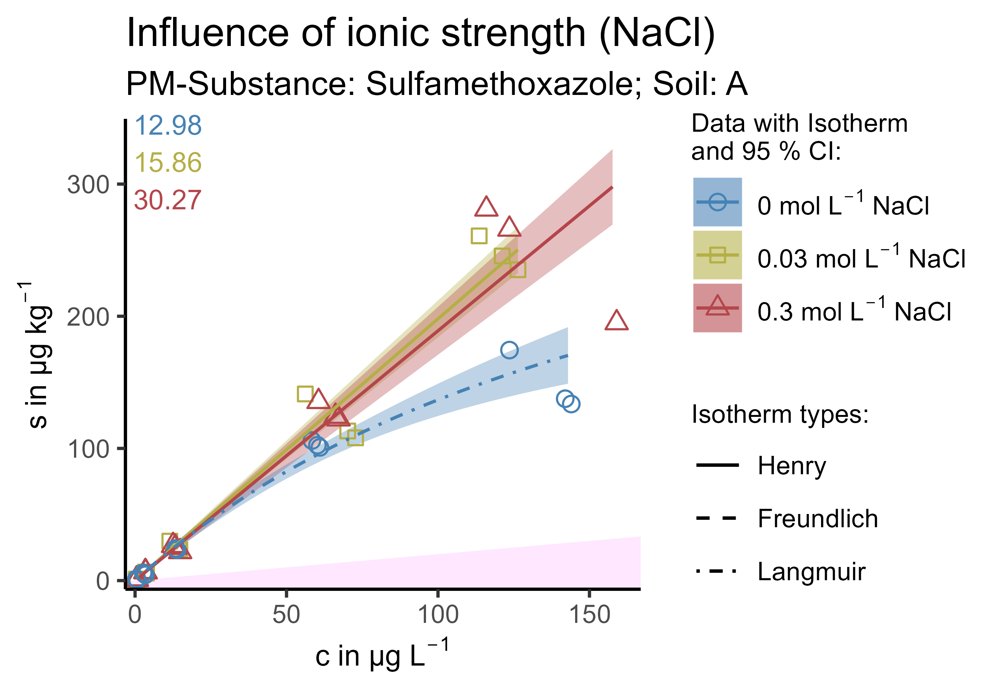 Influence of ionic strength (NaCl)
PM-Substance: Sulfamethoxazole; Soil: A
12.98
15.86
30.27
300
200
100
0
s in µg kg⁻¹
0 50 100 150
c in µg L⁻¹
Data with Isotherm
and 95 % CI:
0 mol L⁻¹ NaCl
0.03 mol L⁻¹ NaCl
0.3 mol L⁻¹ NaCl
Isotherm types:
Henry
Freundlich
Langmuir